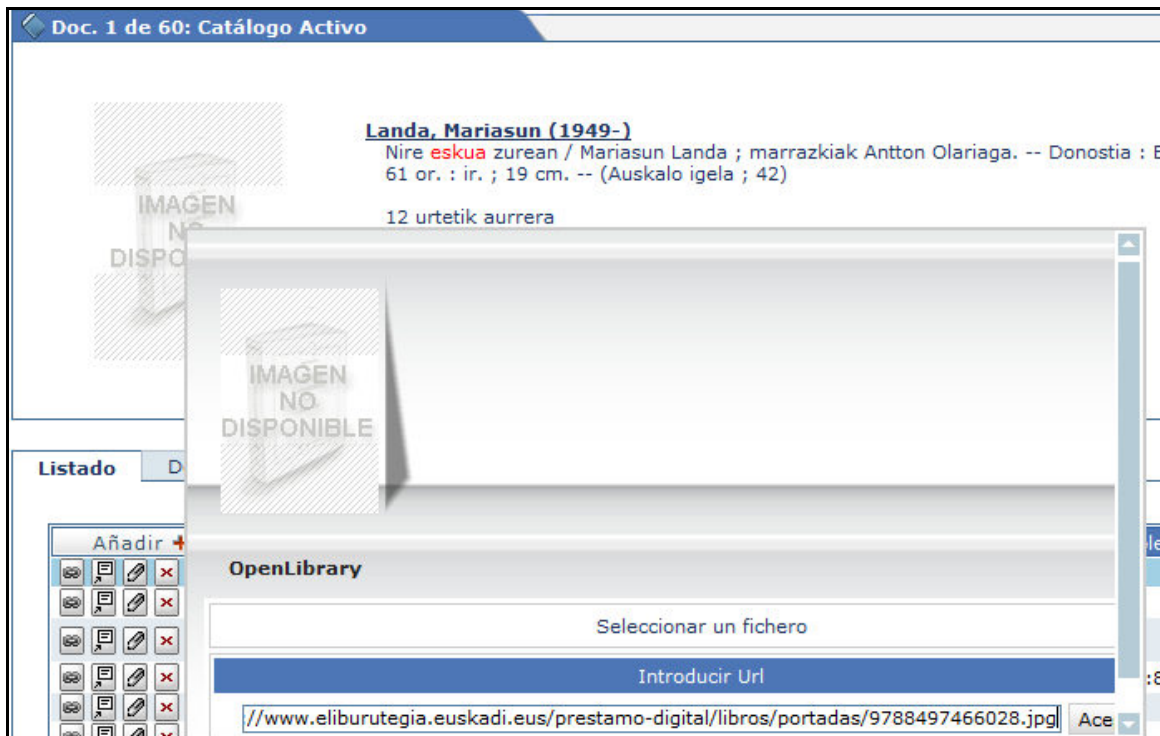 Doc. 1 de 60: Catálogo Activo
Landa, Mariasun (1949-)
Nire eskua zurean / Mariasun Landa ; marrazkiak Antton Olariaga. -- Donostia :
61 or. : ir. ; 19 cm. -- (Auskalo igela ; 42)
12 urtetik aurrera
IMAGEN
NO
DISPO
IMAGEN
NO
DISPONIBLE
Listado
D
Añadir
OpenLibrary
Seleccionar un fichero
Introducir Url
://www.eliburutegia.euskadi.eus/prestamo-digital/libros/portadas/9788497466028.jpg
Ace